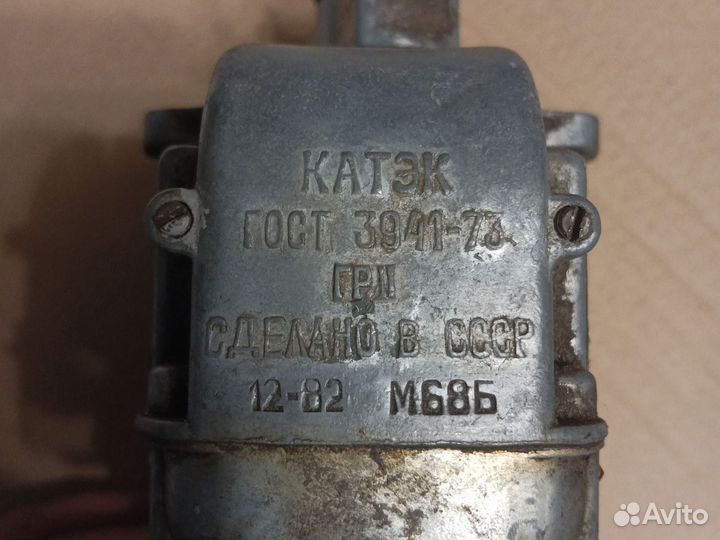 КАТЭК
ГОСТ 3941-73
ГРП
СДЕЛАНО В СССР
12-82 М68Б
Avito